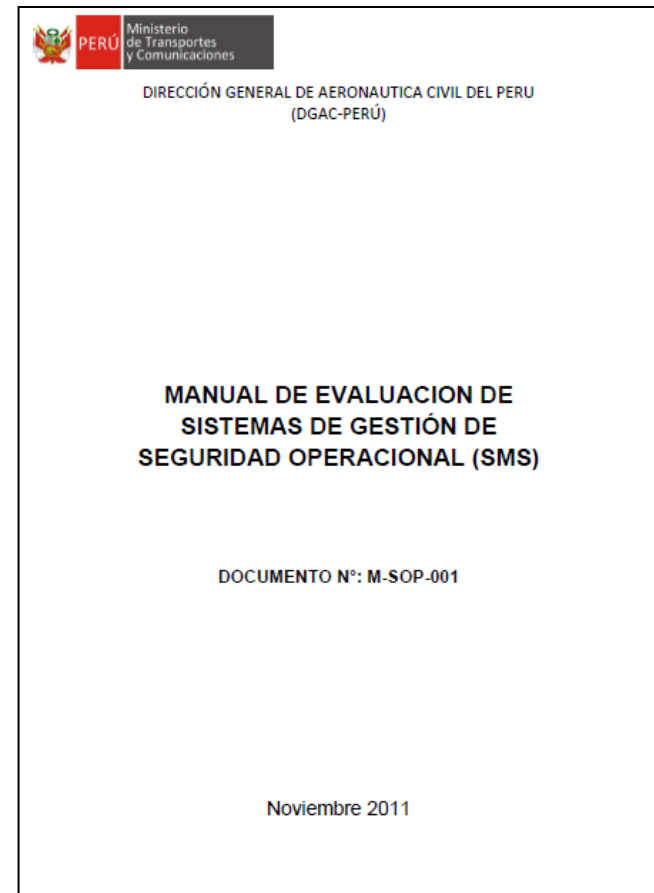 PERÚ
Ministerio
de Transportes
y Comunicaciones
DIRECCIÓN GENERAL DE AERONAUTICA CIVIL DEL PERU
(DGAC-PERÚ)
MANUAL DE EVALUACION DE
SISTEMAS DE GESTIÓN DE
SEGURIDAD OPERACIONAL (SMS)
DOCUMENTO N°: M-SOP-001
Noviembre 2011